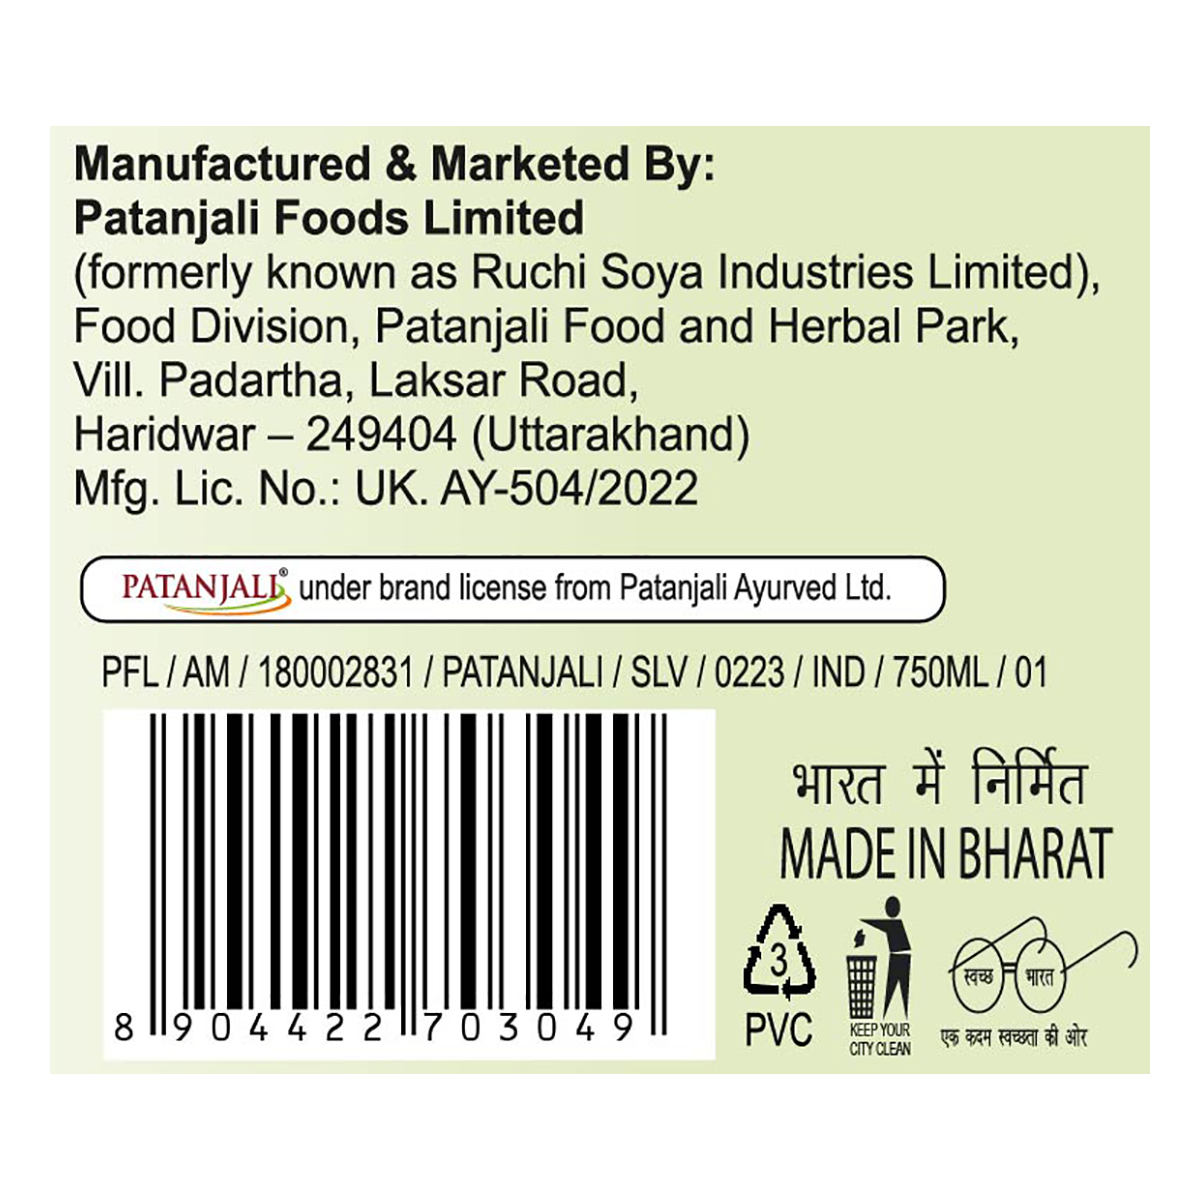 Manufactured & Marketed By:
Patanjali Foods Limited
(formerly known as Ruchi Soya Industries Limited),
Food Division, Patanjali Food and Herbal Park,
Vill. Padartha, Laksar Road,
Haridwar – 249404 (Uttarakhand)
Mfg. Lic. No.: UK. AY-504/2022
PATANJALI® under brand license from Patanjali Ayurved Ltd.
PFL / AM / 180002831 / PATANJALI / SLV / 0223 / IND / 750ML / 01
8 904422 703049
भारत में निर्मित
MADE IN BHARAT
3
PVC
KEEP YOUR
CITY CLEAN
स्वच्छ भारत
एक कदम स्वच्छता की ओर